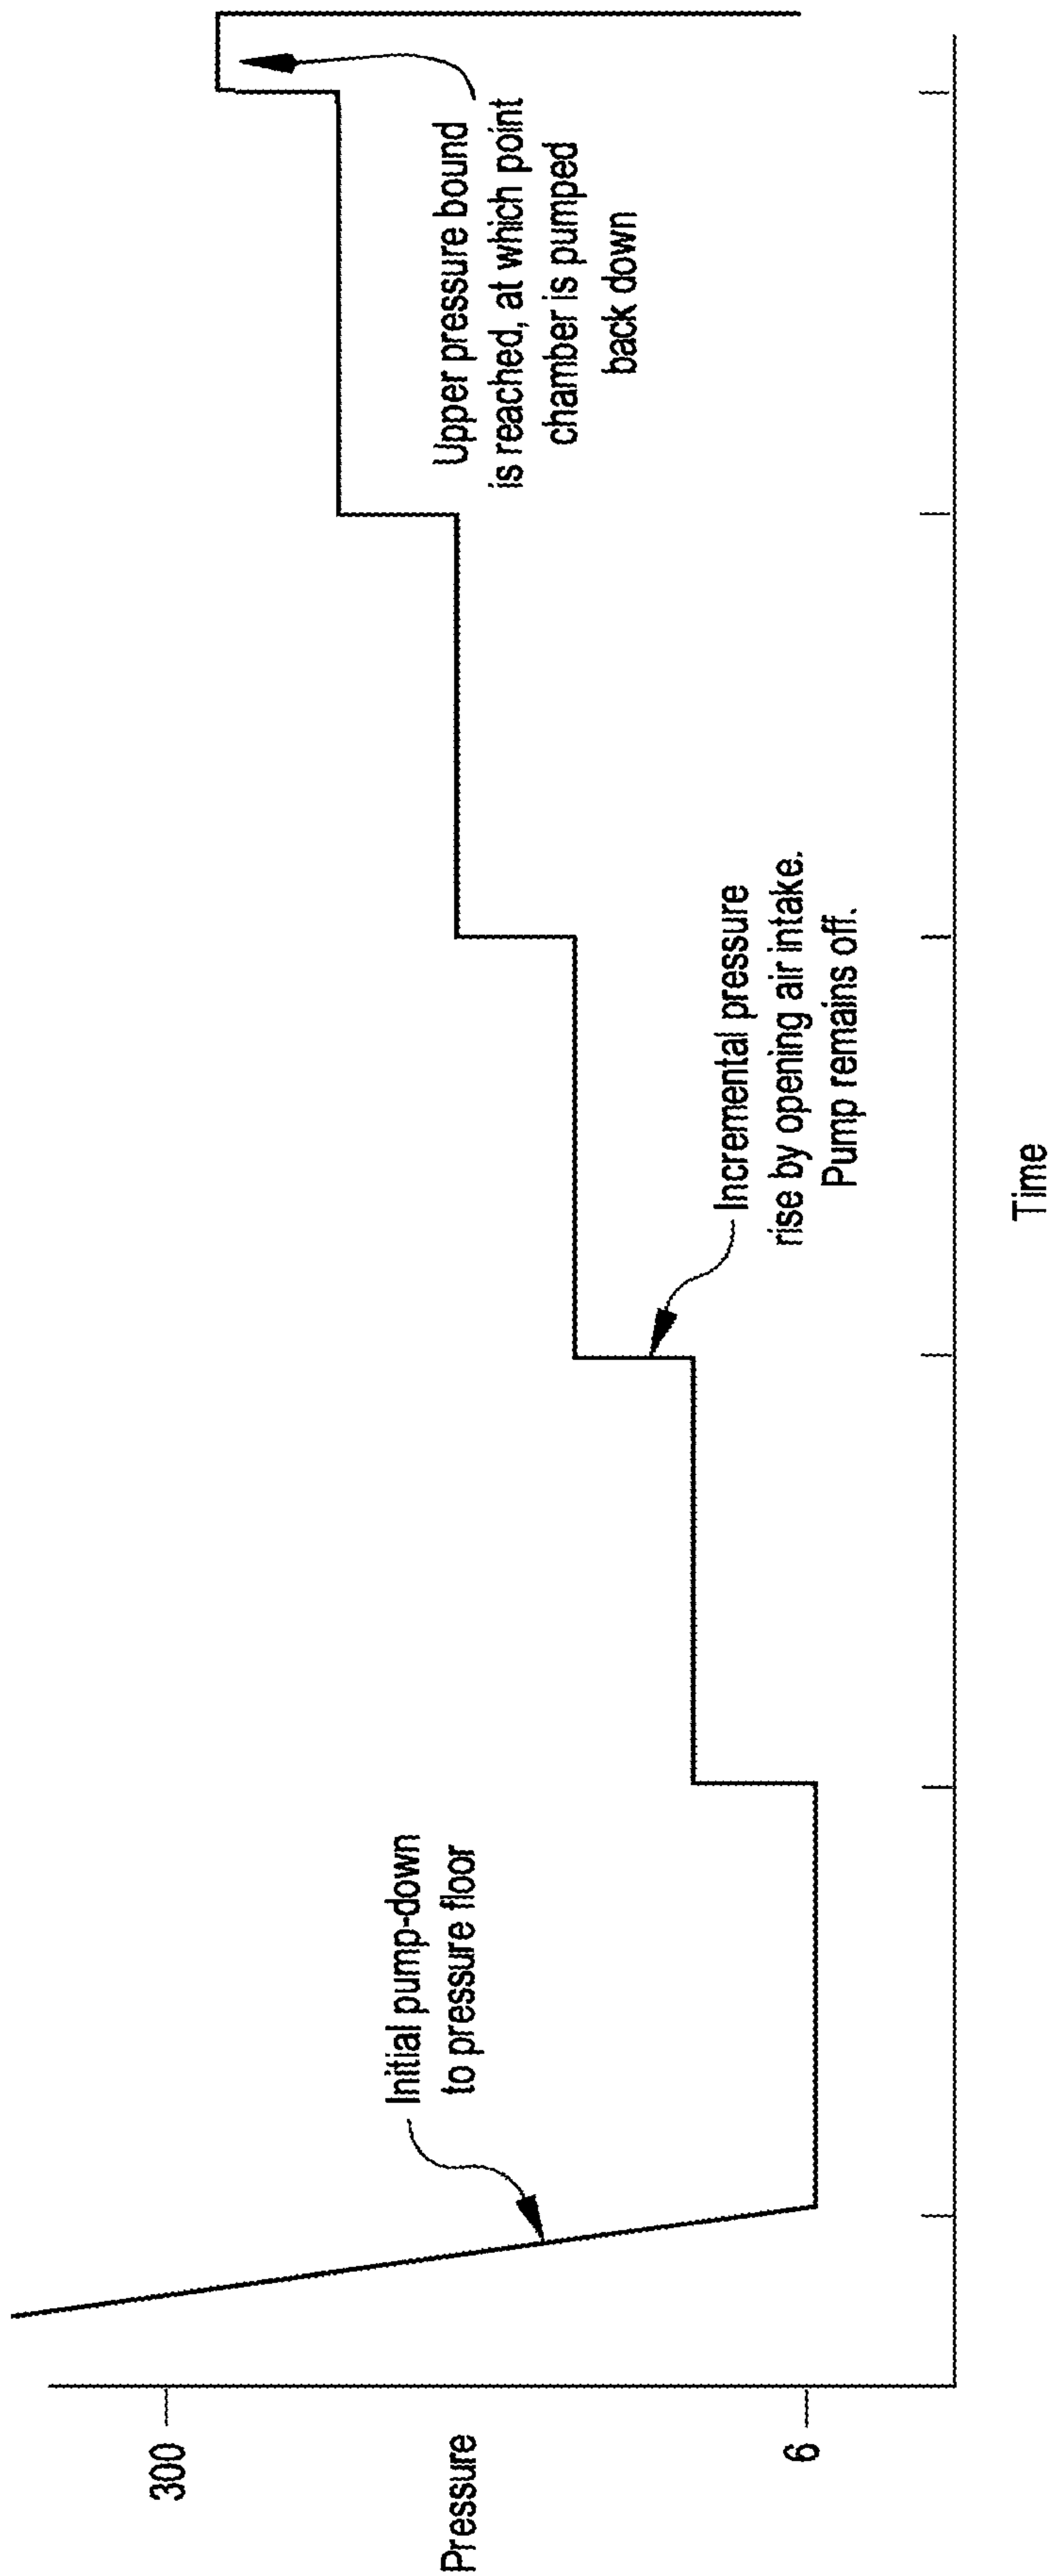 300
Pressure
6
Initial pump-down
to pressure floor
Incremental pressure
rise by opening air intake.
Pump remains off.
Upper pressure bound
is reached, at which point
chamber is pumped
back down
Time